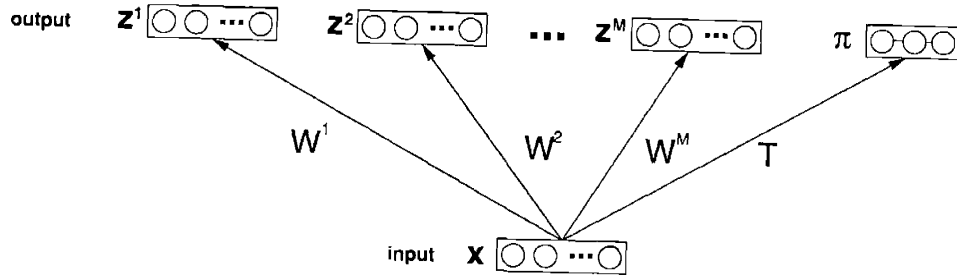 output z¹ ... z² ... ... zᴹ ... π
W¹ W² Wᴹ T
input x ...